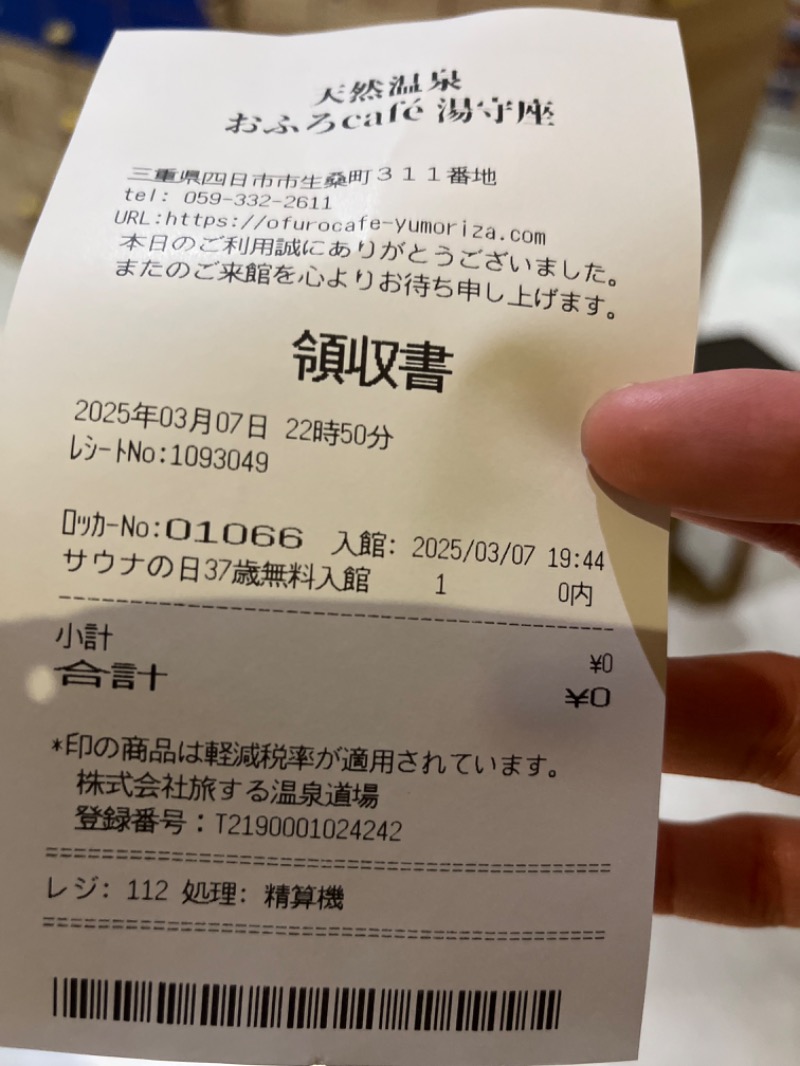 天然温泉
おふろcafé 湯守座
三重県四日市市生桑町３１１番地
tel: 059-332-2611
URL:https://ofurocafe-yumoriza.com
本日のご利用誠にありがとうございました。
またのご来館を心よりお待ち申し上げます。
領収書
2025年03月07日 22時50分
ﾚｼｰﾄNo:1093049
ﾛｯｶｰNo:01066 入館: 2025/03/07 19:44
サウナの日37歳無料入館 1 0内
小計 ¥0
合計 ¥0
*印の商品は軽減税率が適用されています。
株式会社旅する温泉道場
登録番号：T2190001024242
レジ: 112 処理: 精算機